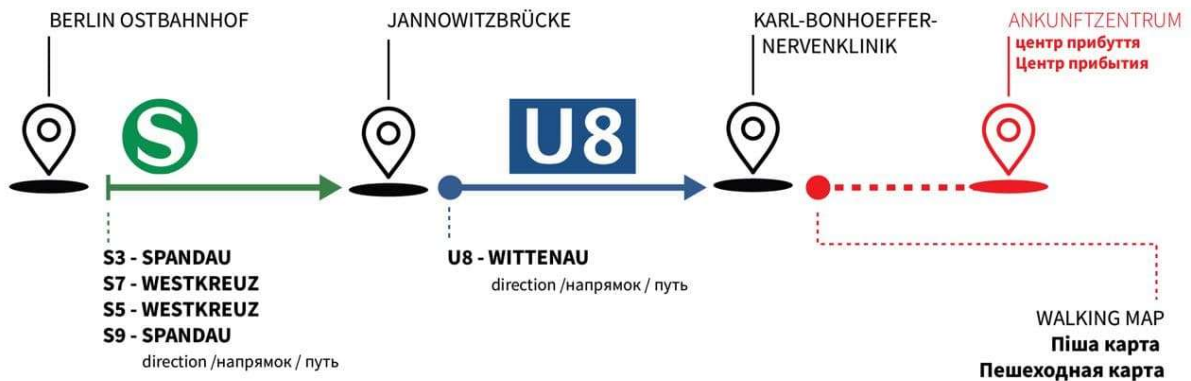 BERLIN OSTBAHNHOF
JANNOWITZBRÜCKE
KARL-BONHOEFFER-
NERVENKLINIK
ANKUNFTZENTRUM
центр прибуття
Центр прибытия
S
U8
S3 - SPANDAU
S7 - WESTKREUZ
S5 - WESTKREUZ
S9 - SPANDAU
direction /напрямок / путь
U8 - WITTENAU
direction /напрямок / путь
WALKING MAP
Піша карта
Пешеходная карта